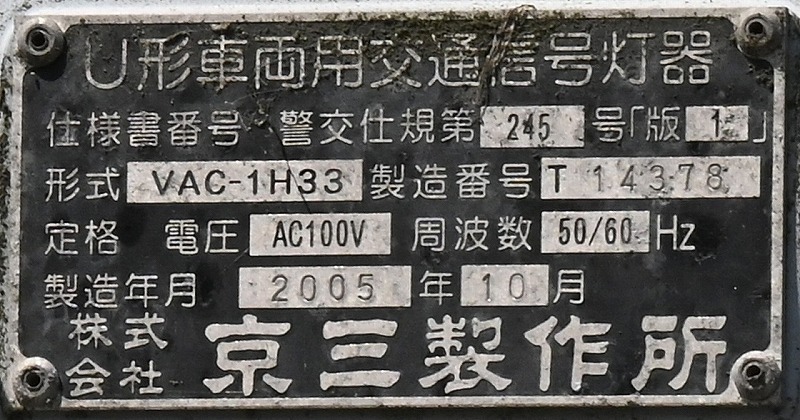 U形車両用交通信号灯器
仕様書番号 警交仕規第 245 号「版 1 」
形式 VAC-1H33 製造番号 T 14378
定格 電圧 AC100V 周波数 50/60 Hz
製造年月 2005 年 10 月
株式会社 京三製作所